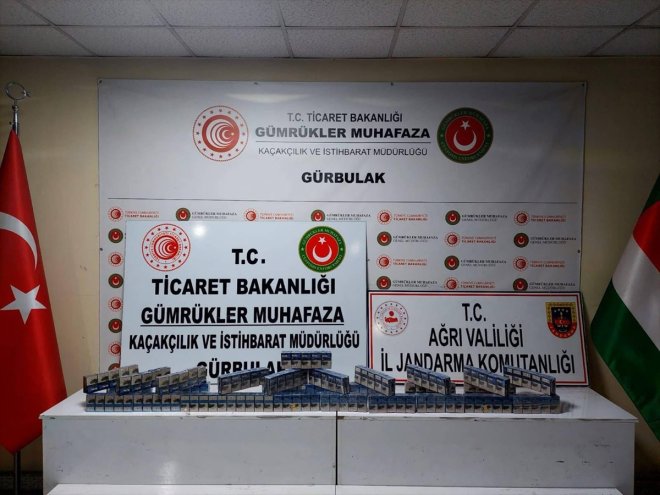 T.C. TİCARET BAKANLIĞI
GÜMRÜKLER MUHAFAZA
KAÇAKÇILIK VE İSTİHBARAT MÜDÜRLÜĞÜ
GÜRBULAK
T.C.
TİCARET BAKANLIĞI
GÜMRÜKLER MUHAFAZA
KAÇAKÇILIK VE İSTİHBARAT MÜDÜRLÜĞÜ
GÜRBULAK
T.C.
AĞRI VALİLİĞİ
İL JANDARMA KOMUTANLIĞI